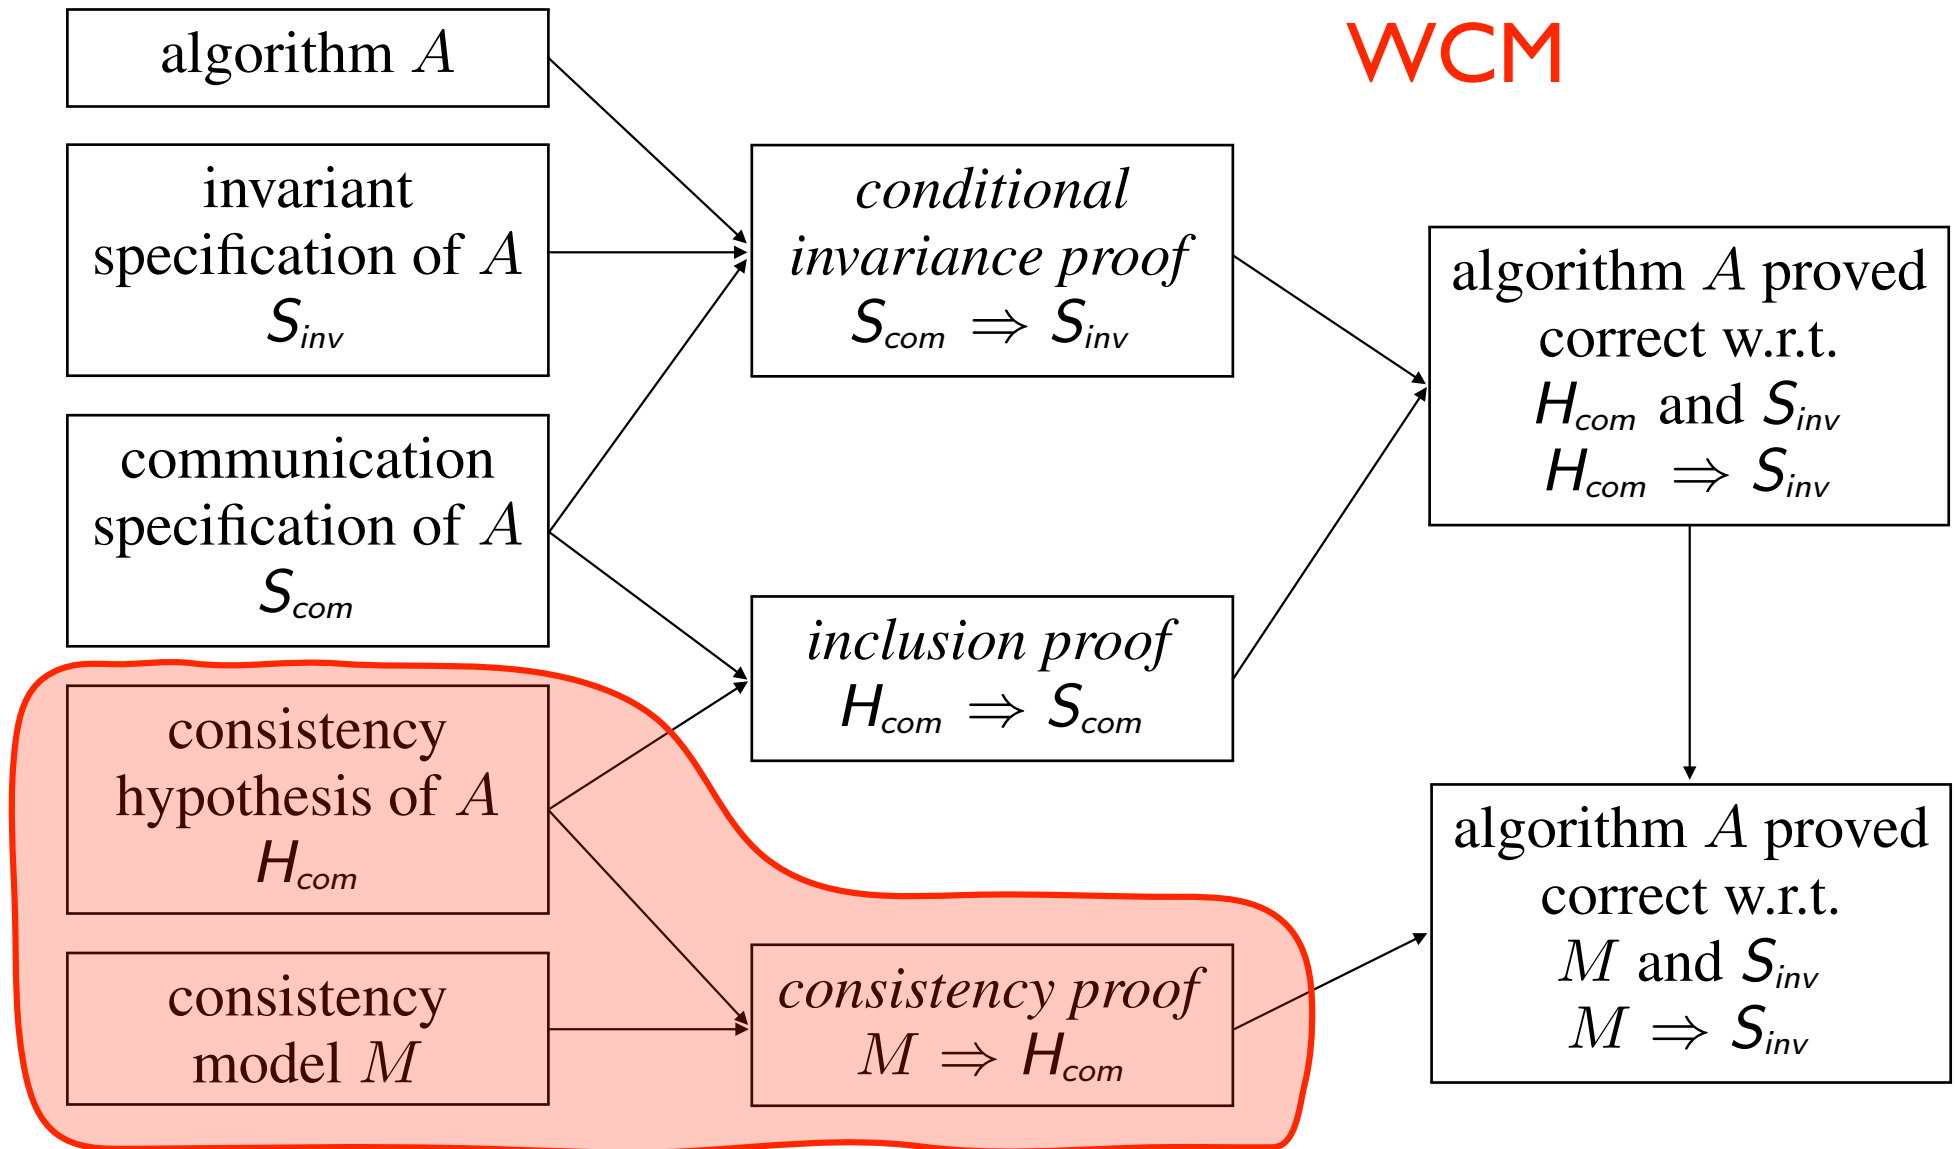 WCM
algorithm A
invariant
specification of A
S_inv
communication
specification of A
S_com
consistency
hypothesis of A
H_com
consistency
model M
conditional
invariance proof
S_com ⇒ S_inv
inclusion proof
H_com ⇒ S_com
consistency proof
M ⇒ H_com
algorithm A proved
correct w.r.t.
H_com and S_inv
H_com ⇒ S_inv
algorithm A proved
correct w.r.t.
M and S_inv
M ⇒ S_inv